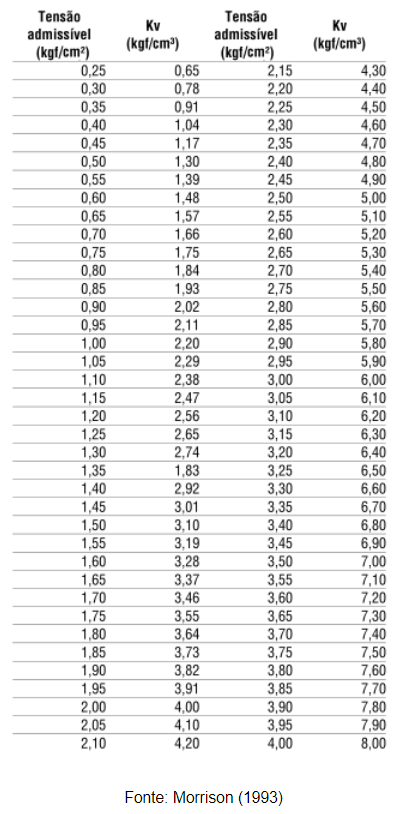 Tensão admissível (kgf/cm²) Kv (kgf/cm³) Tensão admissível (kgf/cm²) Kv (kgf/cm³)
0,25 0,65 2,15 4,30
0,30 0,78 2,20 4,40
0,35 0,91 2,25 4,50
0,40 1,04 2,30 4,60
0,45 1,17 2,35 4,70
0,50 1,30 2,40 4,80
0,55 1,39 2,45 4,90
0,60 1,48 2,50 5,00
0,65 1,57 2,55 5,10
0,70 1,66 2,60 5,20
0,75 1,75 2,65 5,30
0,80 1,84 2,70 5,40
0,85 1,93 2,75 5,50
0,90 2,02 2,80 5,60
0,95 2,11 2,85 5,70
1,00 2,20 2,90 5,80
1,05 2,29 2,95 5,90
1,10 2,38 3,00 6,00
1,15 2,47 3,05 6,10
1,20 2,56 3,10 6,20
1,25 2,65 3,15 6,30
1,30 2,74 3,20 6,40
1,35 1,83 3,25 6,50
1,40 2,92 3,30 6,60
1,45 3,01 3,35 6,70
1,50 3,10 3,40 6,80
1,55 3,19 3,45 6,90
1,60 3,28 3,50 7,00
1,65 3,37 3,55 7,10
1,70 3,46 3,60 7,20
1,75 3,55 3,65 7,30
1,80 3,64 3,70 7,40
1,85 3,73 3,75 7,50
1,90 3,82 3,80 7,60
1,95 3,91 3,85 7,70
2,00 4,00 3,90 7,80
2,05 4,10 3,95 7,90
2,10 4,20 4,00 8,00
Fonte: Morrison (1993)